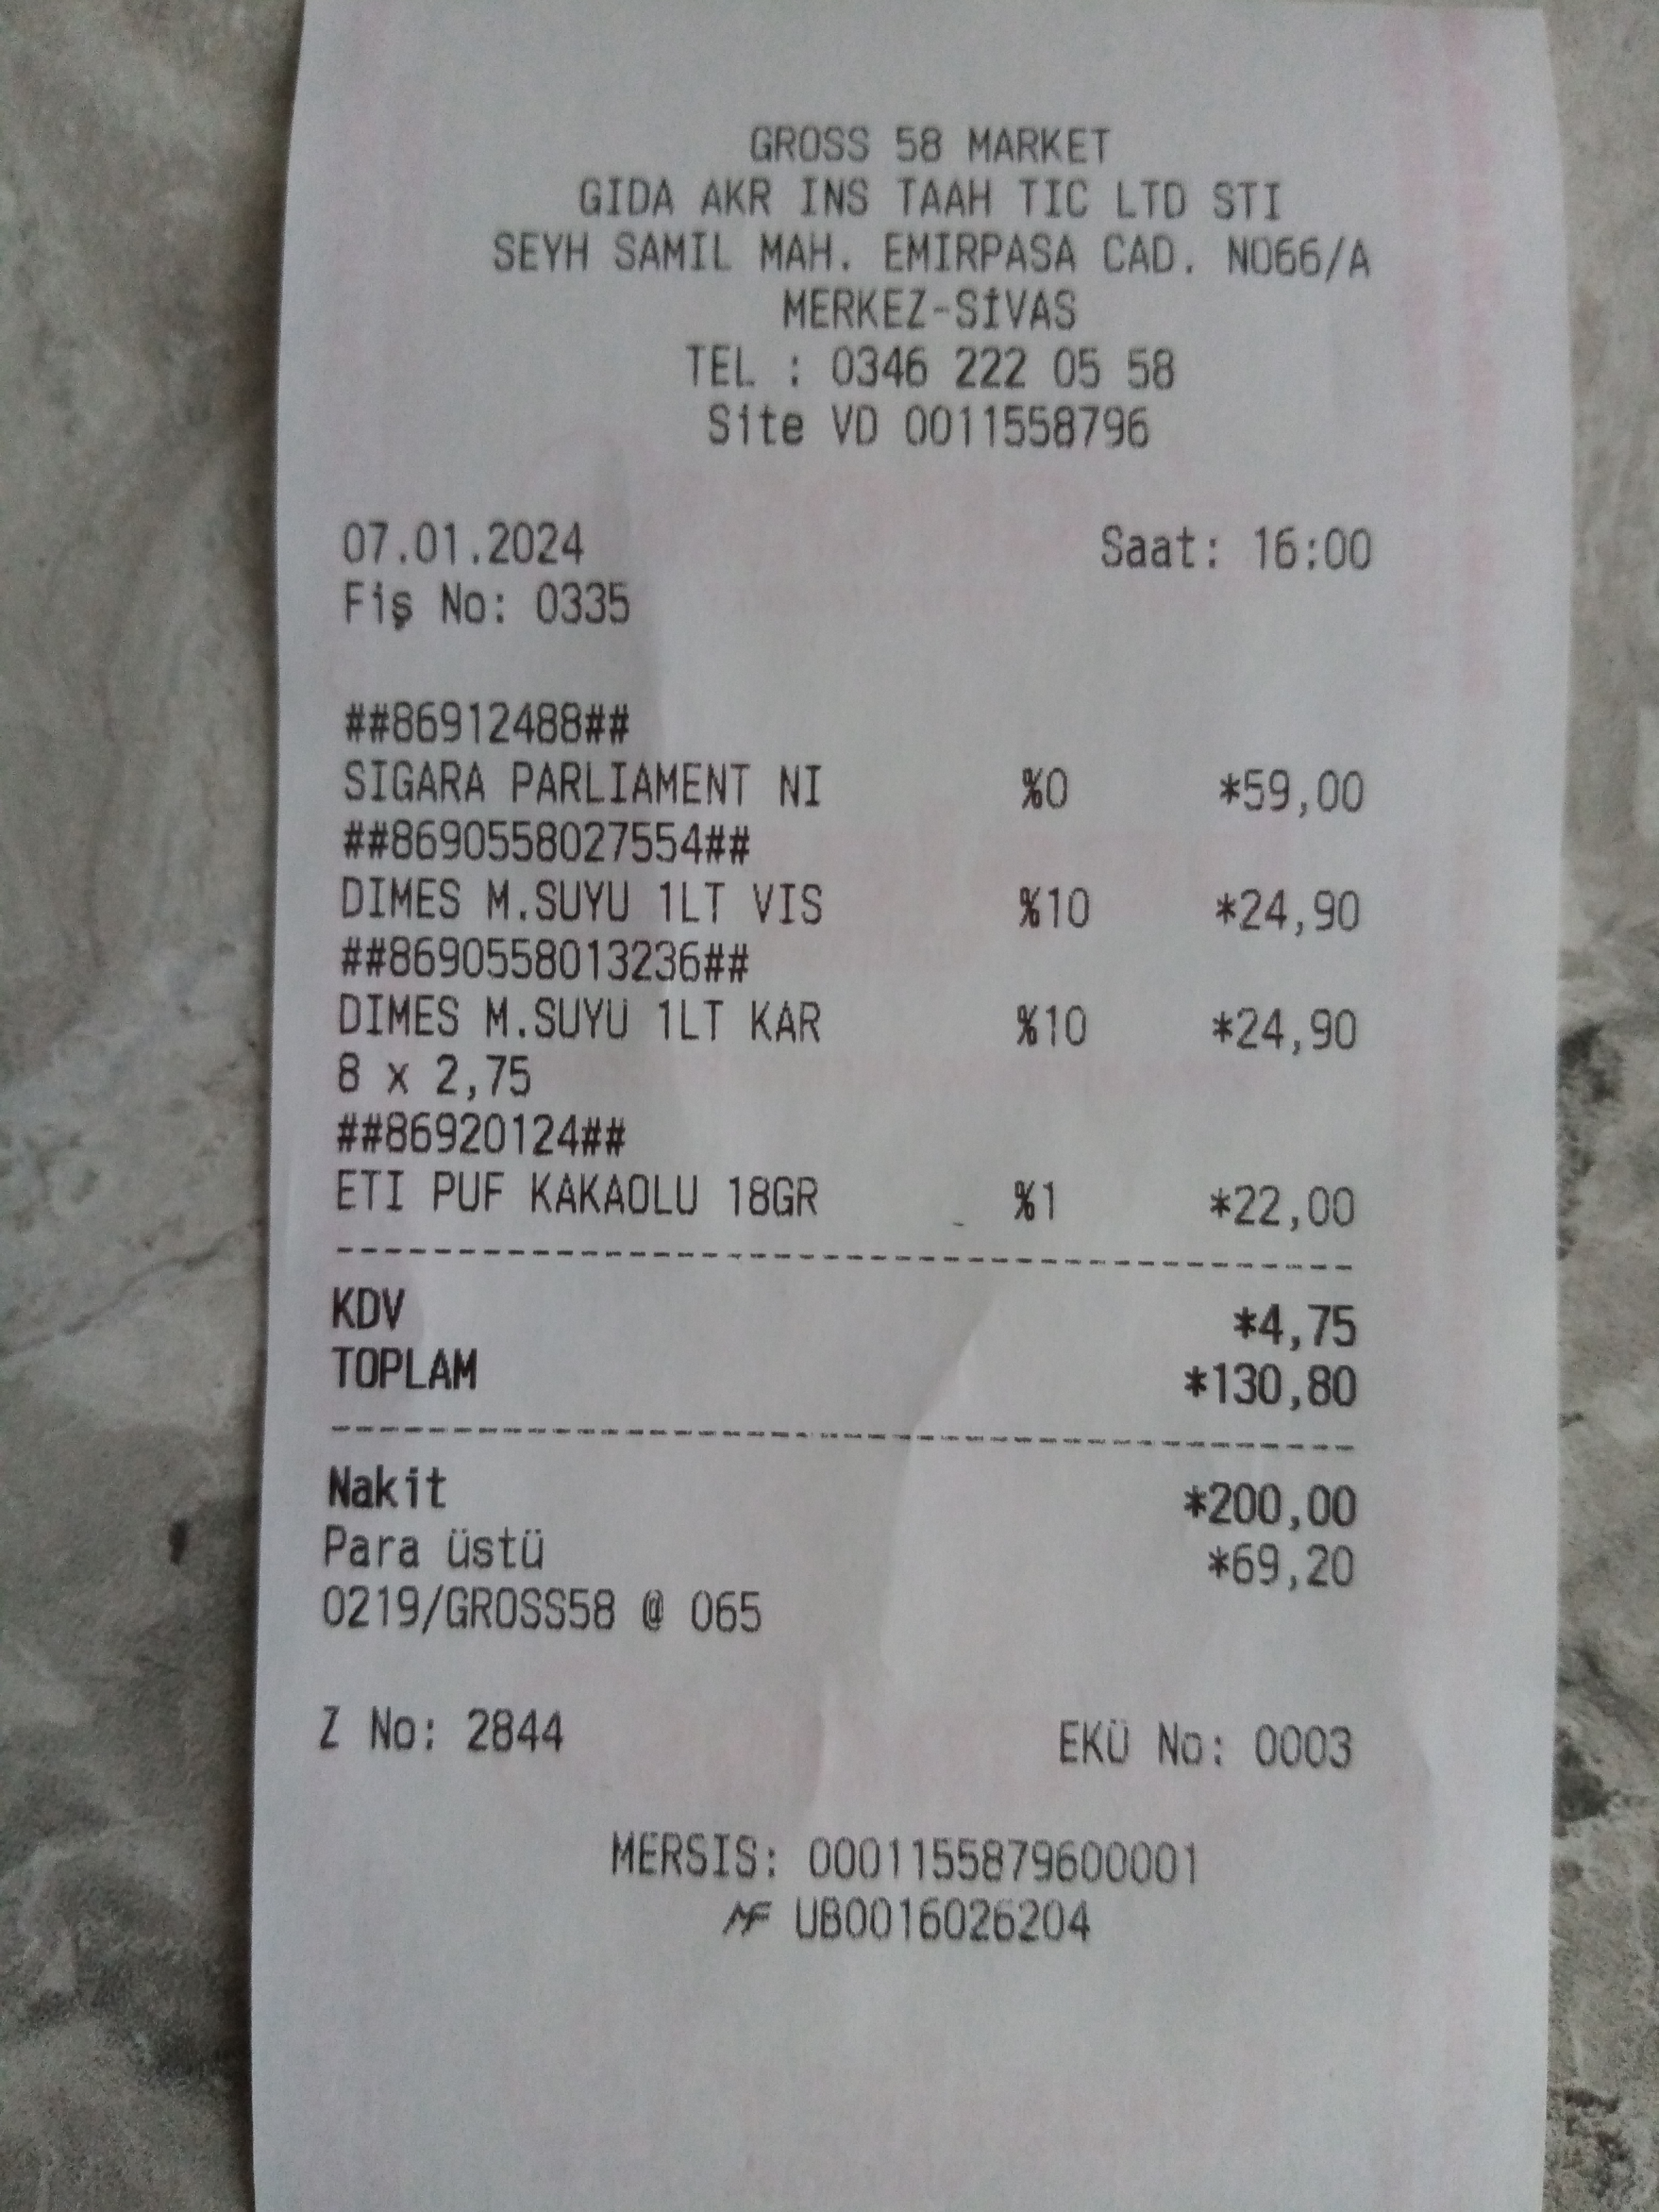 GROSS 58 MARKET
GIDA AKR INS TAAH TIC LTD STI
SEYH SAMIL MAH. EMIRPASA CAD. NO66/A
MERKEZ-SİVAS
TEL : 0346 222 05 58
Site VD 0011558796
07.01.2024 Saat: 16:00
Fiş No: 0335
##86912488##
SIGARA PARLIAMENT NI %0 *59,00
##8690558027554##
DIMES M.SUYU 1LT VIS %10 *24,90
##8690558013236##
DIMES M.SUYU 1LT KAR %10 *24,90
8 x 2,75
##86920124##
ETI PUF KAKAOLU 18GR %1 *22,00
KDV *4,75
TOPLAM *130,80
Nakit *200,00
Para üstü *69,20
0219/GROSS58 @ 065
Z No: 2844 EKÜ No: 0003
MERSIS: 0001155879600001
MF UB0016026204